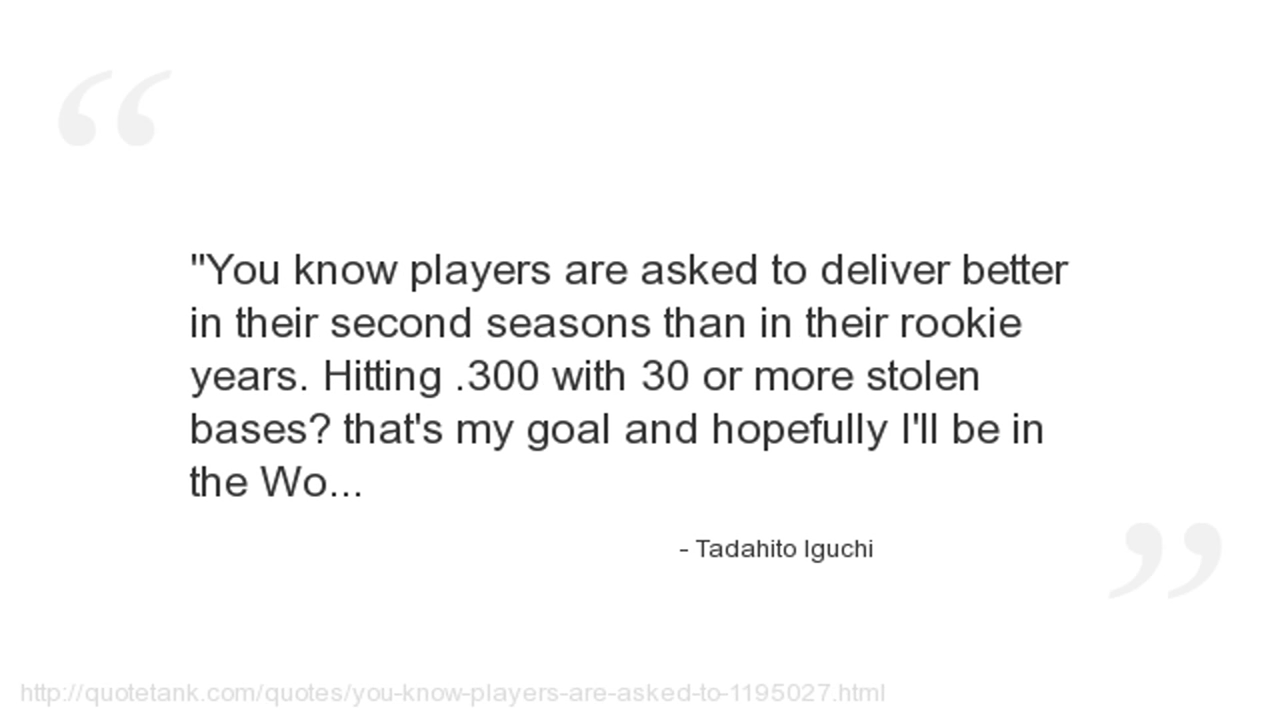 "You know players are asked to deliver better
in their second seasons than in their rookie
years. Hitting .300 with 30 or more stolen
bases? that's my goal and hopefully I'll be in
the Wo...
- Tadahito Iguchi
http://quotetank.com/quotes/you-know-players-are-asked-to-1195027.html